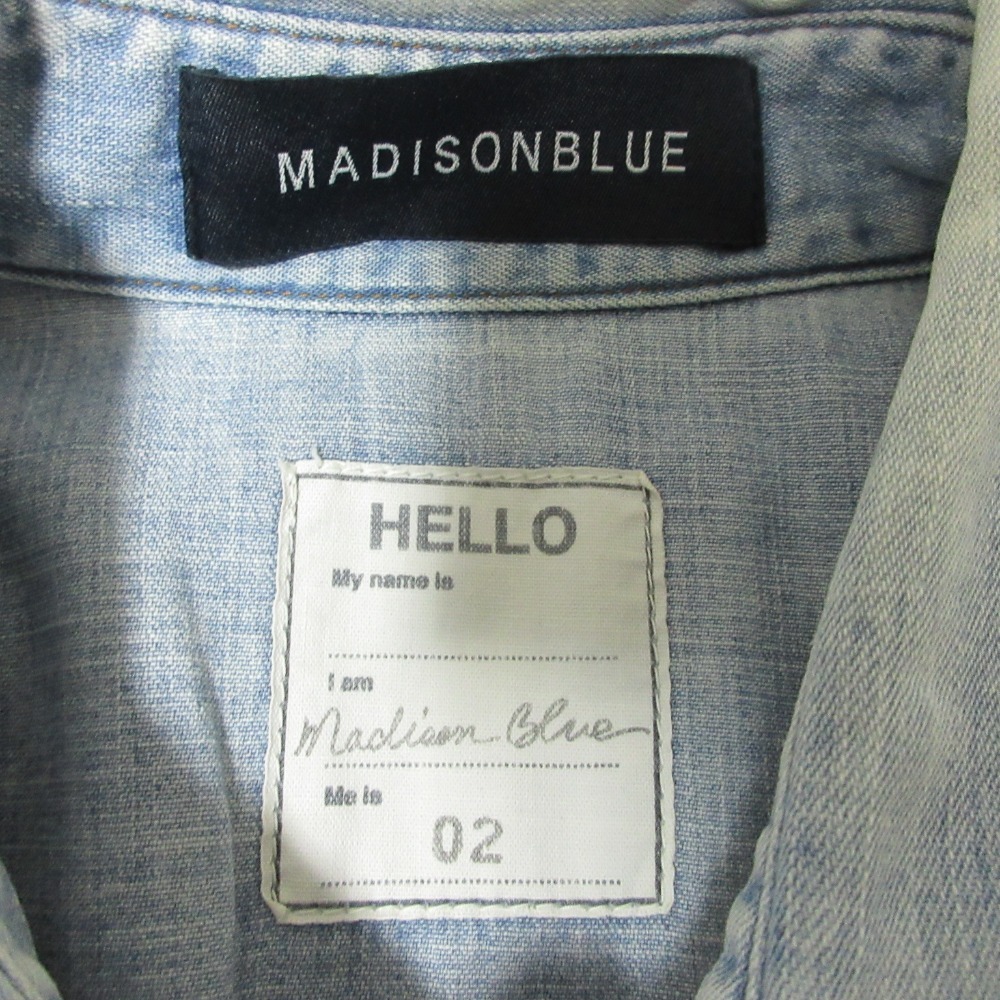 MADISONBLUE
HELLO
My name is
I am
Madison Blue
Me is
02